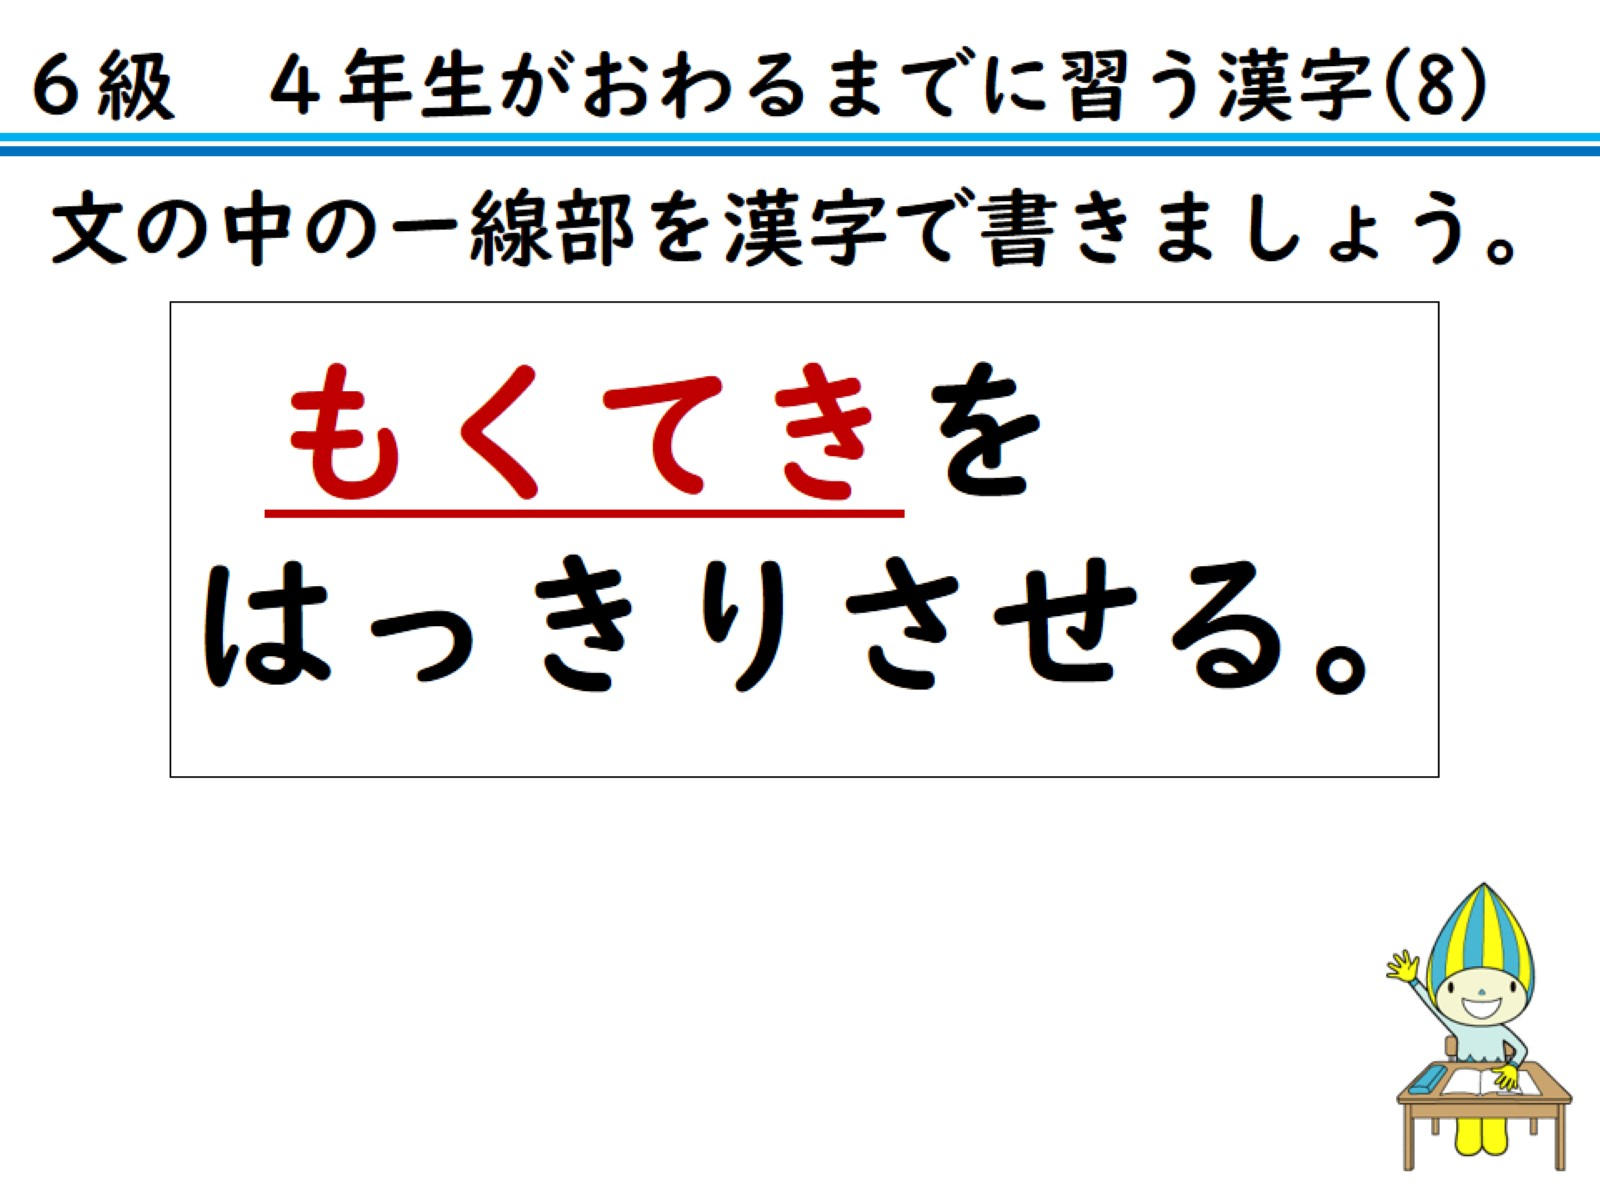 6級　4年生がおわるまでに習う漢字(8)
文の中の一線部を漢字で書きましょう。
もくてきを
はっきりさせる。